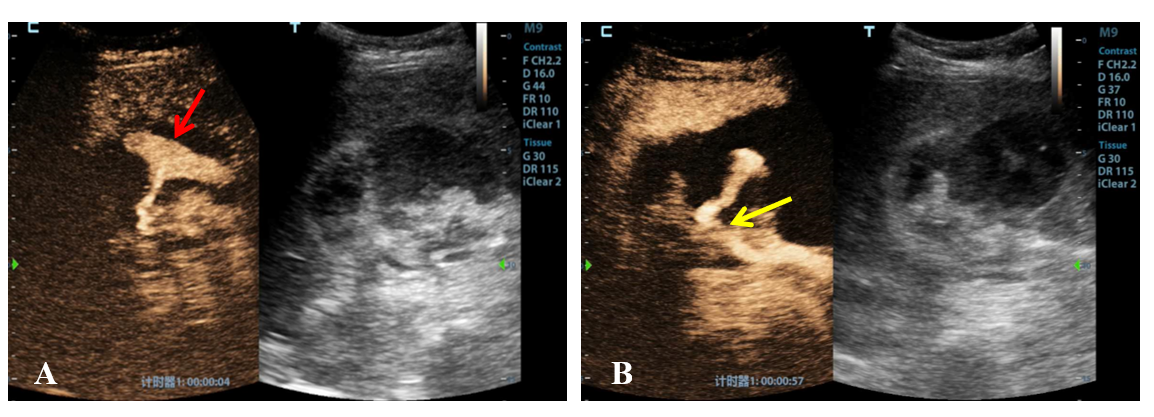 C
T
M9
Contrast
F CH2.2
D 16.0
G 44
FR 10
DR 110
iClear 1
Tissue
G 30
DR 115
iClear 2
A
计时器1: 00:00:04
C
T
M9
Contrast
F CH2.2
D 16.0
G 37
FR 10
DR 110
iClear 1
Tissue
G 30
DR 115
iClear 2
B
计时器1: 00:00:57